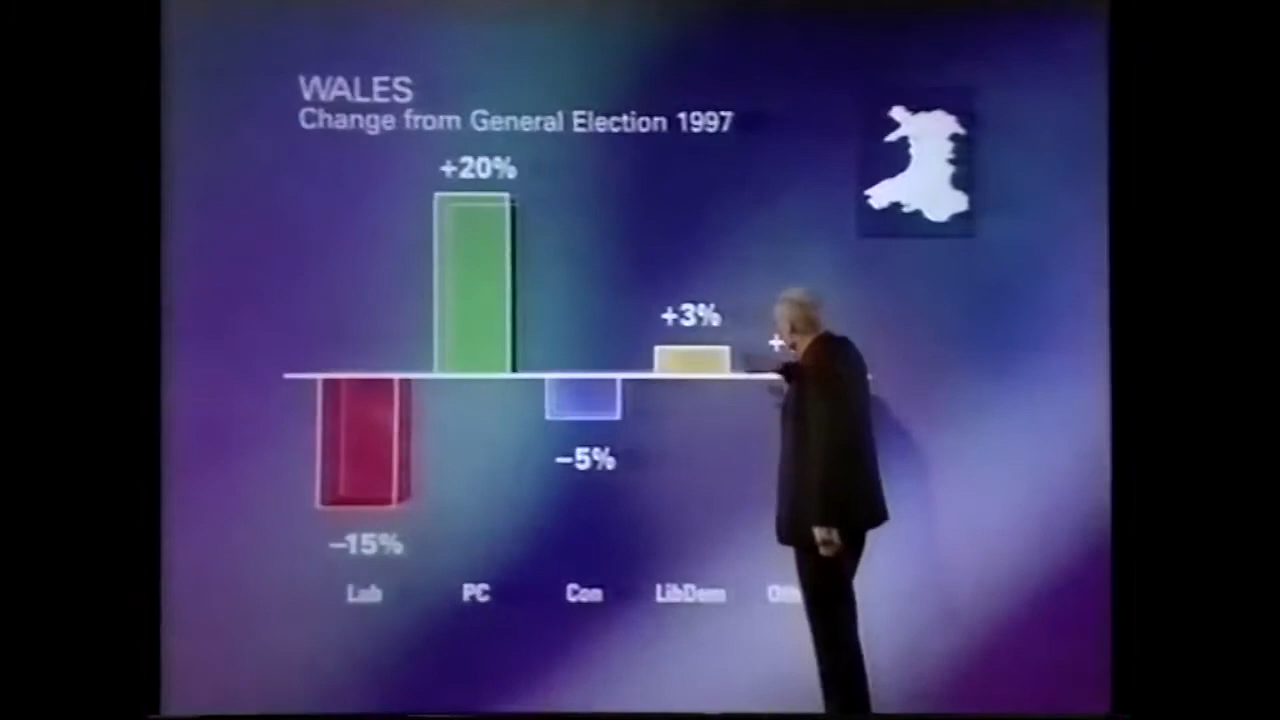 WALES
Change from General Election 1997
+20%
+3%
+
–5%
–15%
Lab PC Con LibDem